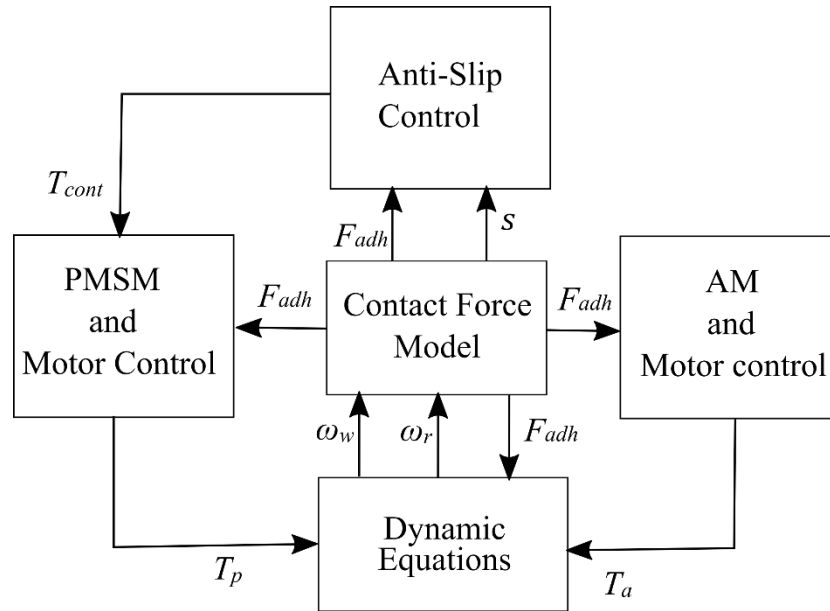 Anti-Slip
Control
T_cont
F_adh
s
PMSM
and
Motor Control
F_adh
Contact Force
Model
F_adh
AM
and
Motor control
ω_w
ω_r
F_adh
Dynamic
Equations
T_p
T_a